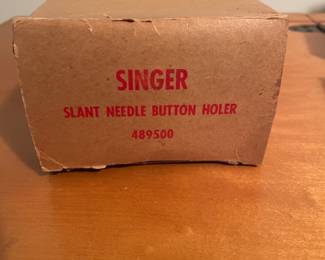 SINGER
SLANT NEEDLE BUTTON HOLER
489500